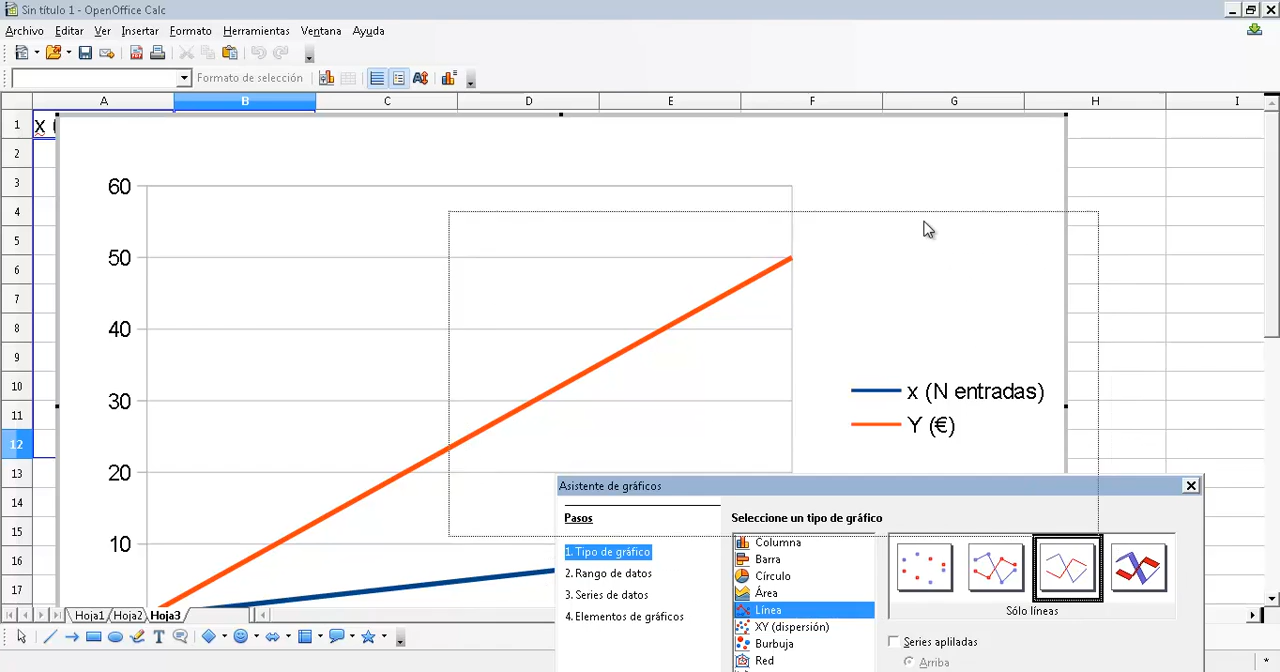 Sin título 1 - OpenOffice Calc
Archivo Editar Ver Insertar Formato Herramientas Ventana Ayuda
Formato de selección
A B C D E F G H I
1 X (
2
3
4
5
6
7
8
9
10
11
12
13
14
15
16
17
60
50
40
30
20
10
x (N entradas)
Y (€)
Asistente de gráficos
Pasos
1.Tipo de gráfico
2.Rango de datos
3.Series de datos
4.Elementos de gráficos
Seleccione un tipo de gráfico
Columna
Barra
Círculo
Área
Línea
XY (dispersión)
Burbuja
Red
Sólo líneas
Series apliladas
Arriba
Hoja1 Hoja2 Hoja3